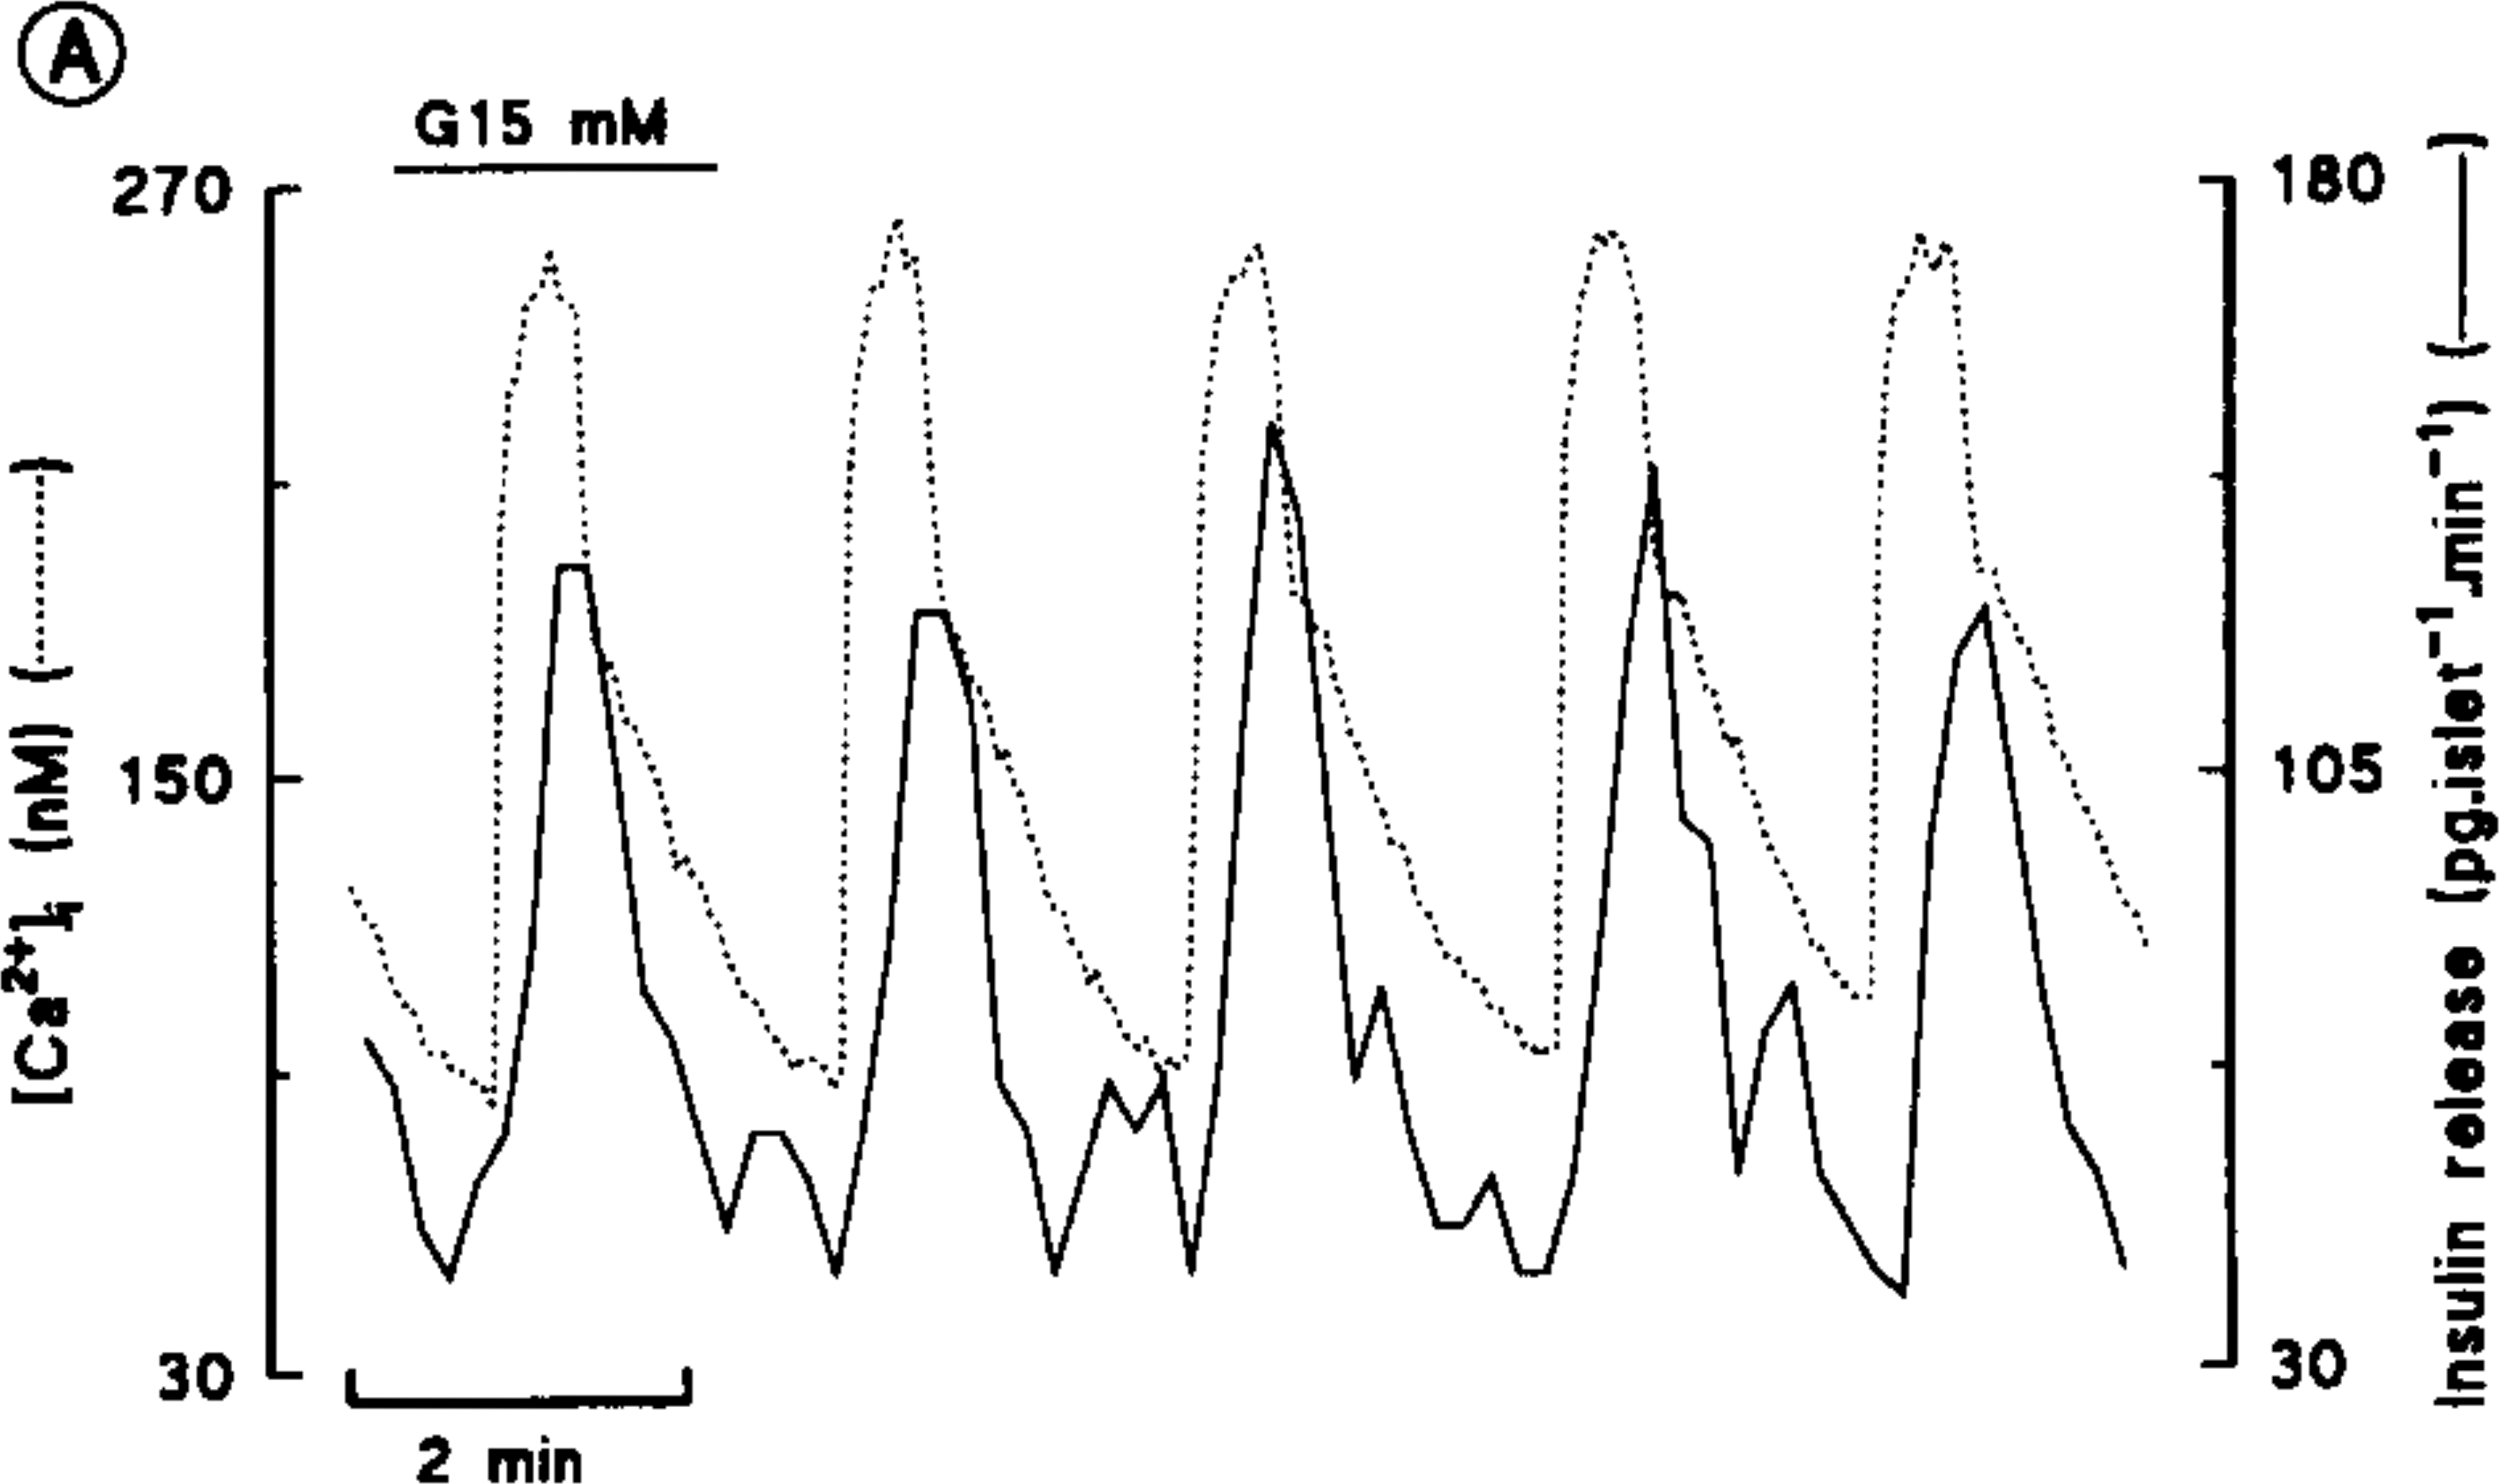 A
G15 mM
270
150
30
[Ca²⁺]ᵢ (nM) (┈┈┈)
180
105
30
Insulin release (pg.islet⁻¹.min⁻¹) (───)
2 min